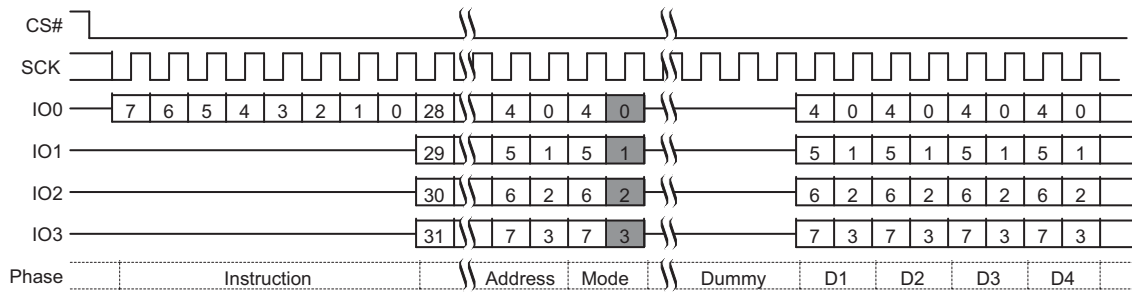 CS#
SCK
IO0 7 6 5 4 3 2 1 0 28 4 0 4 0 4 0 4 0 4 0 4 0
IO1 29 5 1 5 1 5 1 5 1 5 1 5 1
IO2 30 6 2 6 2 6 2 6 2 6 2 6 2
IO3 31 7 3 7 3 7 3 7 3 7 3 7 3
Phase Instruction Address Mode Dummy D1 D2 D3 D4